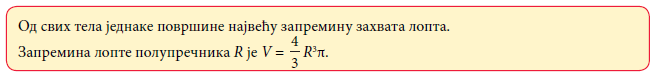 Од свих тела једнаке површине највећу запремину захвата лопта.
Запремина лопте полупречника R је V = 4/3 R³π.